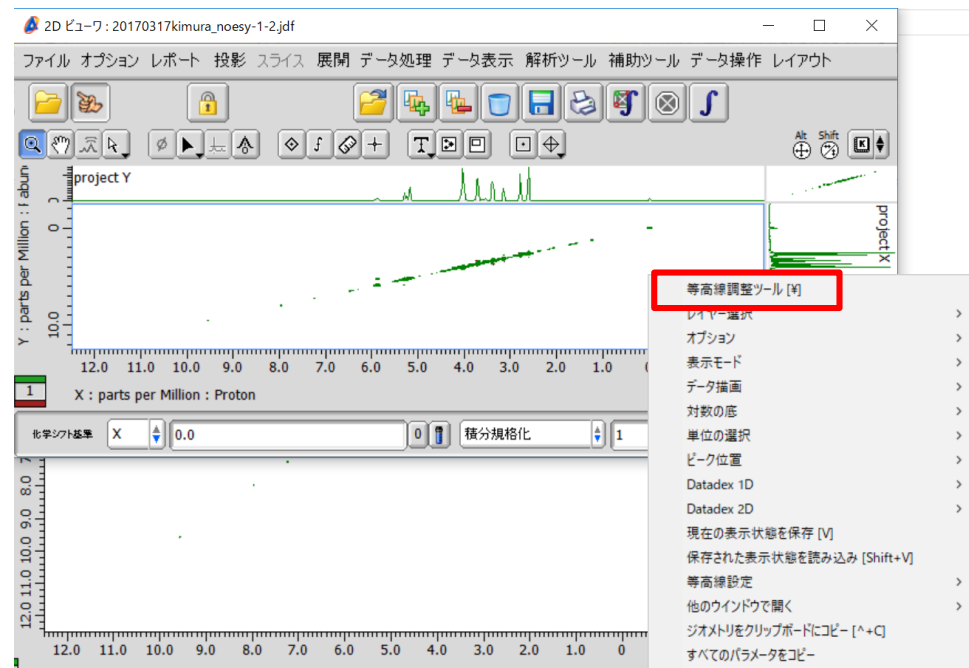 2D ビューワ : 20170317kimura_noesy-1-2.jdf
ファイル オプション レポート 投影 スライス 展開 データ処理 データ表示 解析ツール 補助ツール データ操作 レイアウト
Alt Shift
project Y
project X
Y : parts per Million :
0
10.0
12.0 11.0 10.0 9.0 8.0 7.0 6.0 5.0 4.0 3.0 2.0 1.0
X : parts per Million : Proton
1
化学シフト基準 X 0.0 0 積分規格化 1
8.0
9.0
10.0
11.0
12.0
12.0 11.0 10.0 9.0 8.0 7.0 6.0 5.0 4.0 3.0 2.0 1.0 0
等高線調整ツール [¥]
レイヤー選択
オプション
表示モード
データ描画
対数の底
単位の選択
ピーク位置
Datadex 1D
Datadex 2D
現在の表示状態を保存 [V]
保存された表示状態を読み込み [Shift+V]
等高線設定
他のウインドウで開く
ジオメトリをクリップボードにコピー [^+C]
すべてのパラメータをコピー